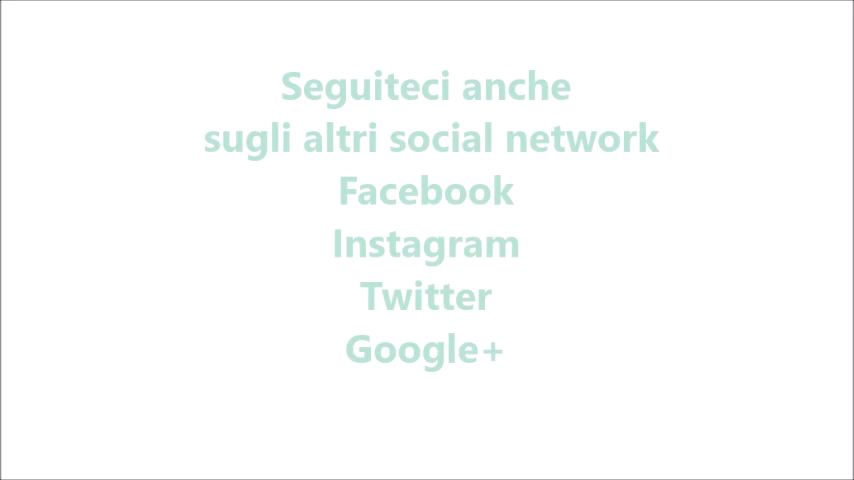 Seguiteci anche
sugli altri social network
Facebook
Instagram
Twitter
Google+